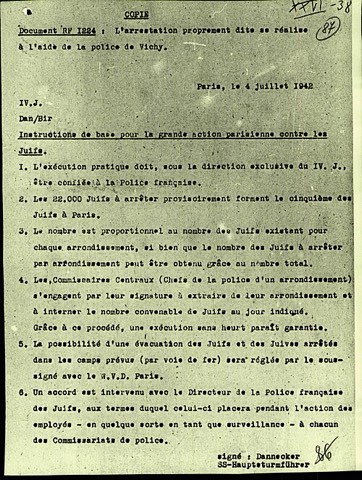 XXVI-38
COPIE
87
Document RF 1224 : L'arrestation proprement dite se réalise
à l'aide de la police de Vichy.
Paris, le 4 juillet 1942
IV.J.
Dan/Bir
Instructions de base pour la grande action parisienne contre les
Juifs.
1. L'exécution pratique doit, sous la direction exclusive du IV. J.,
être confiée à la Police française.
2. Les 22.000 Juifs à arrêter provisoirement forment le cinquième des
Juifs à Paris.
3. Le nombre est proportionnel au nombre des Juifs existant pour
chaque arrondissement, si bien que le nombre des Juifs à arrêter
par arrondissement peut être obtenu grâce au nombre total.
4. Les Commissaires Centraux (Chefs de la police d'un arrondissement)
s'engagent par leur signature à extraire de leur arrondissement et
à interner le nombre convenable de Juifs au jour indiqué.
Grâce à ce procédé, une exécution sans heurt paraît garantie.
5. La possibilité d'une évacuation des Juifs et des Juives arrêtés
dans les camps prévus (par voie de fer) sera réglée par le sous-
signé avec le W.V.D. Paris.
6. Un accord est intervenu avec le Directeur de la Police française
des Juifs, aux termes duquel celui-ci placera pendant l'action des
employés - en quelque sorte en tant que surveillance - à chacun
des Commissariats de police.
signé : Dannecker
SS-Hauptsturmführer
86